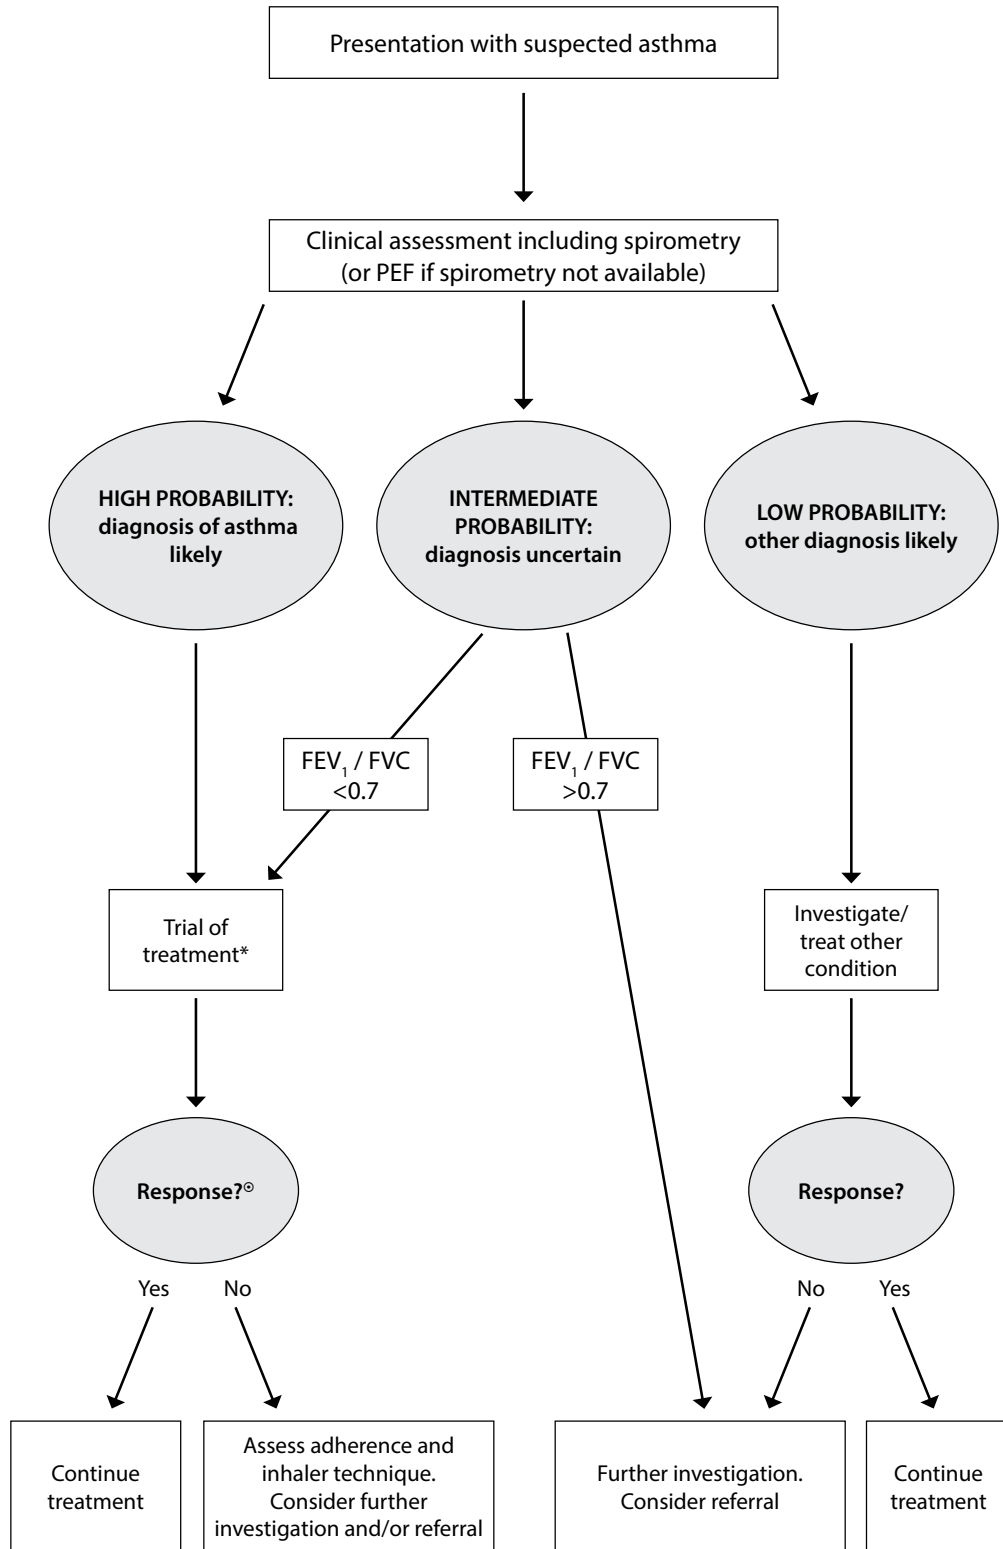 Presentation with suspected asthma
Clinical assessment including spirometry
(or PEF if spirometry not available)
HIGH PROBABILITY:
diagnosis of asthma
likely
INTERMEDIATE
PROBABILITY:
diagnosis uncertain
LOW PROBABILITY:
other diagnosis likely
FEV₁ / FVC
<0.7
FEV₁ / FVC
>0.7
Trial of
treatment*
Investigate/
treat other
condition
Response?⊙
Response?
Yes
No
No
Yes
Continue
treatment
Assess adherence and
inhaler technique.
Consider further
investigation and/or referral
Further investigation.
Consider referral
Continue
treatment